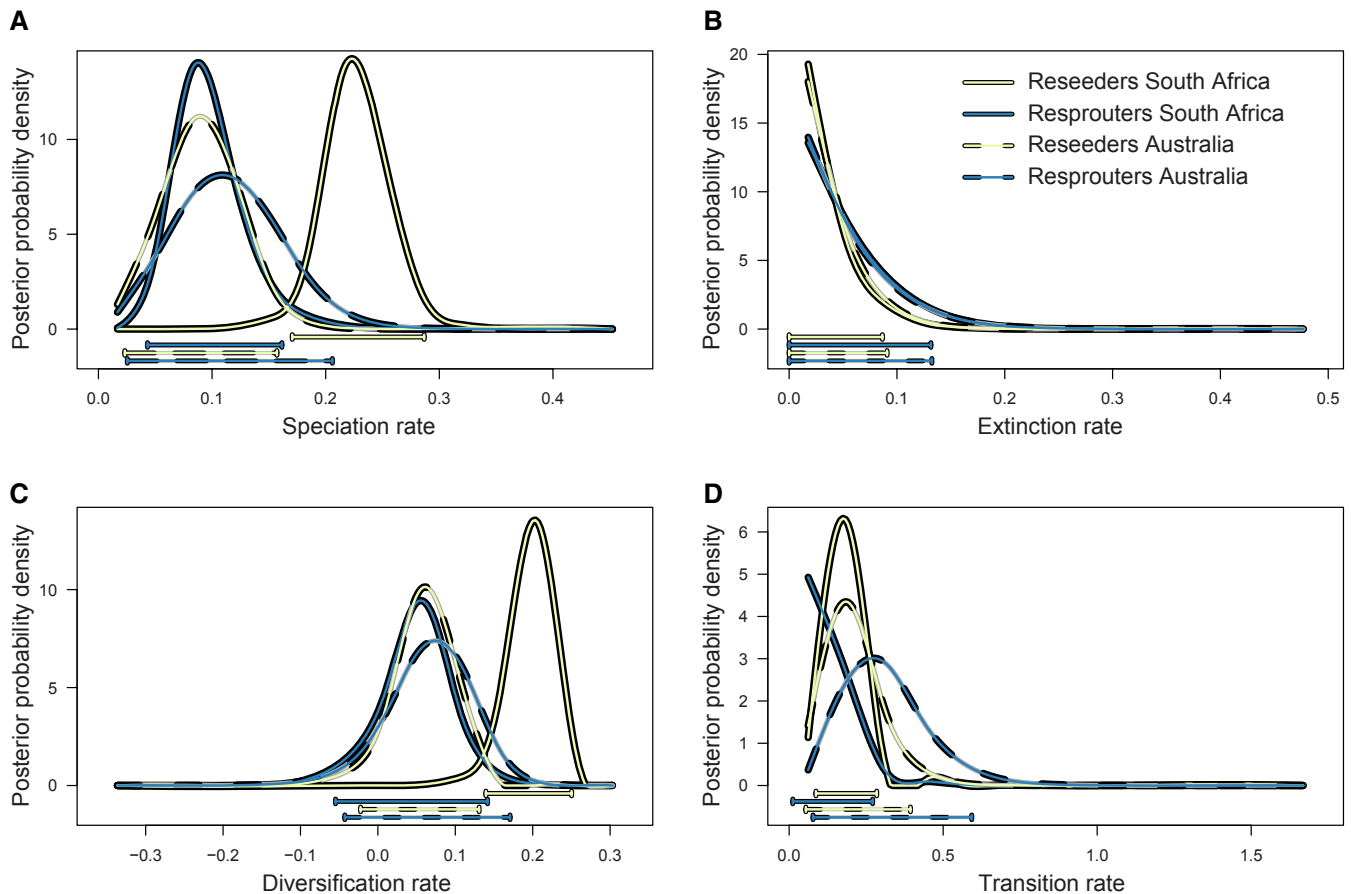 A
Posterior probability density
10
5
0
0.0 0.1 0.2 0.3 0.4
Speciation rate
B
Posterior probability density
20
15
10
5
0
Reseeders South Africa
Resprouters South Africa
Reseeders Australia
Resprouters Australia
0.0 0.1 0.2 0.3 0.4 0.5
Extinction rate
C
Posterior probability density
10
5
0
−0.3 −0.2 −0.1 0.0 0.1 0.2 0.3
Diversification rate
D
Posterior probability density
6
5
4
3
2
1
0
0.0 0.5 1.0 1.5
Transition rate